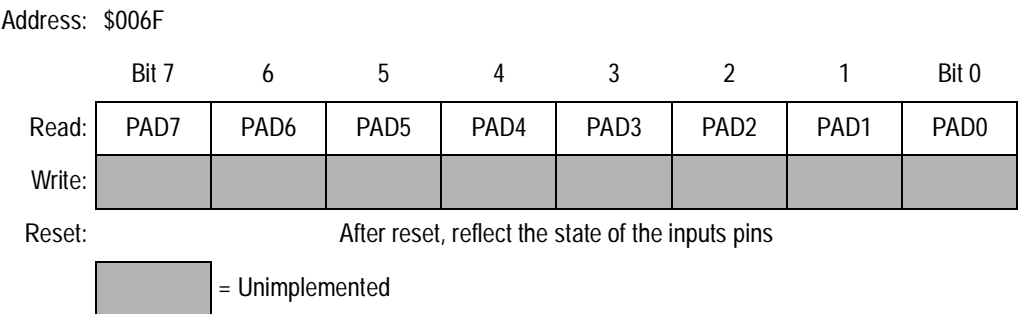 Address: $006F
Bit 7 6 5 4 3 2 1 Bit 0
Read: PAD7 PAD6 PAD5 PAD4 PAD3 PAD2 PAD1 PAD0
Write:
Reset: After reset, reflect the state of the inputs pins
= Unimplemented